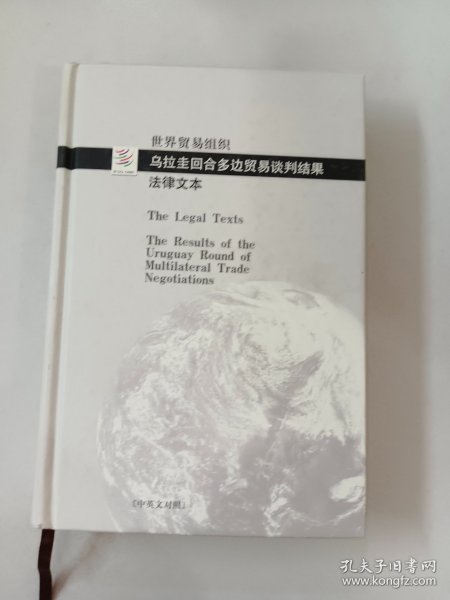 世界贸易组织
乌拉圭回合多边贸易谈判结果
法律文本
The Legal Texts
The Results of the
Uruguay Round of
Multilateral Trade
Negotiations
〔中英文对照〕
孔夫子旧书网
www.kongfz.com